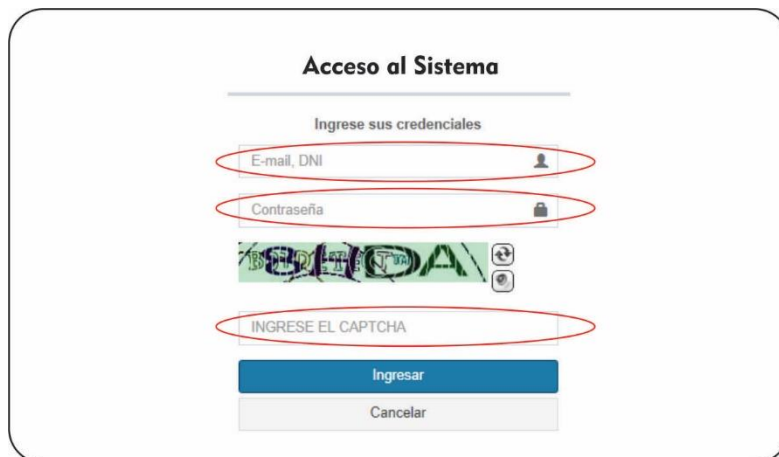 Acceso al Sistema
Ingrese sus credenciales
E-mail, DNI
Contraseña
INGRESE EL CAPTCHA
Ingresar
Cancelar